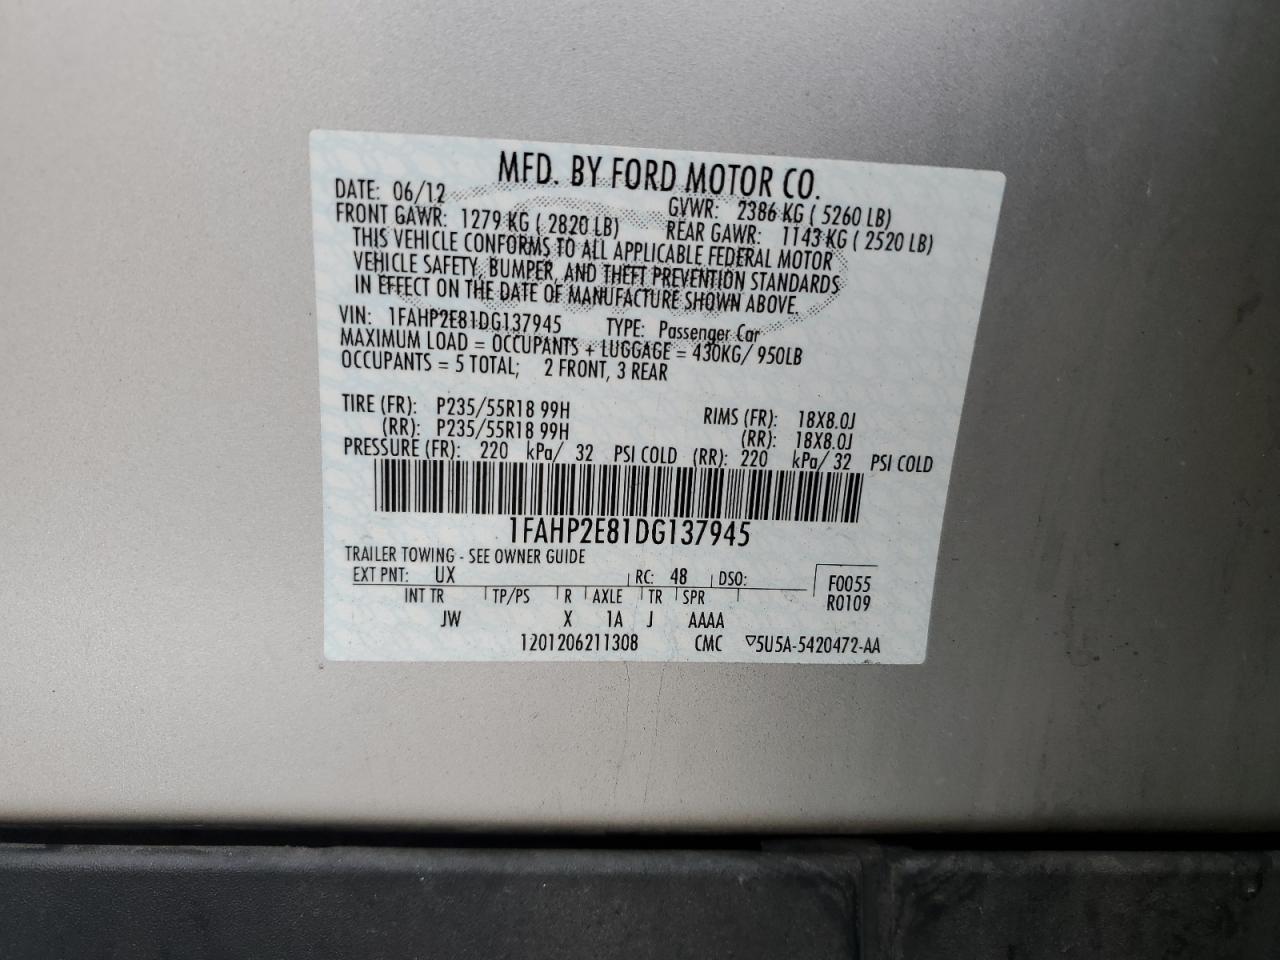 MFD. BY FORD MOTOR CO.
DATE: 06/12 GVWR: 2386 KG ( 5260 LB)
FRONT GAWR: 1279 KG ( 2820 LB) REAR GAWR: 1143 KG ( 2520 LB)
THIS VEHICLE CONFORMS TO ALL APPLICABLE FEDERAL MOTOR
VEHICLE SAFETY, BUMPER, AND THEFT PREVENTION STANDARDS
IN EFFECT ON THE DATE OF MANUFACTURE SHOWN ABOVE.
VIN: 1FAHP2E81DG137945 TYPE: Passenger Car
MAXIMUM LOAD = OCCUPANTS + LUGGAGE = 430KG/ 950LB
OCCUPANTS = 5 TOTAL; 2 FRONT, 3 REAR
TIRE (FR): P235/55R18 99H RIMS (FR): 18X8.0J
(RR): P235/55R18 99H (RR): 18X8.0J
PRESSURE (FR): 220 kPa/ 32 PSI COLD (RR): 220 kPa/ 32 PSI COLD
1FAHP2E81DG137945
TRAILER TOWING - SEE OWNER GUIDE
EXT PNT: UX RC: 48 DSO: F0055
INT TR TP/PS R AXLE TR SPR R0109
JW X 1A J AAAA
1201206211308 CMC ▽5U5A-5420472-AA